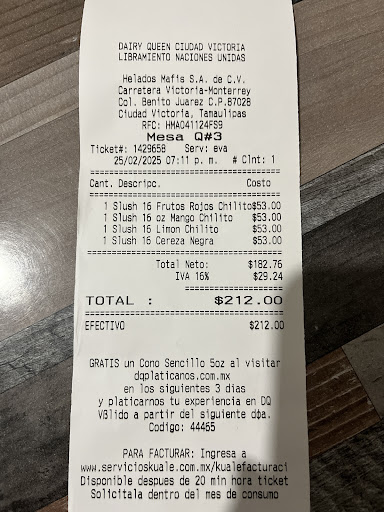 DAIRY QUEEN CIUDAD VICTORIA
LIBRAMIENTO NACIONES UNIDAS
Helados Mafis S.A. de C.V.
Carretera Victoria-Monterrey
Col. Benito Juarez C.P.87028
Ciudad Victoria, Tamaulipas
RFC: HMA041124FS9
Mesa Q#3
Ticket#: 1429658 Serv: eva
25/02/2025 07:11 p. m. # Clnt: 1
Cant. Descripc. Costo
1 Slush 16 Frutos Rojos Chilito$53.00
1 Slush 16 oz Mango Chilito $53.00
1 Slush 16 Limon Chilito $53.00
1 Slush 16 Cereza Negra $53.00
Total Neto: $182.76
IVA 16% $29.24
TOTAL : $212.00
EFECTIVO $212.00
GRATIS un Cono Sencillo 5oz al visitar
dqplaticanos.com.mx
en los siguientes 3 dias
y platicarnos tu experiencia en DQ
Vßlido a partir del siguiente dφa.
Codigo: 44465
PARA FACTURAR: Ingresa a
www.servicioskuale.com.mx/kualefacturaci
Disponible despues de 20 min hora ticket
Solicitala dentro del mes de consumo